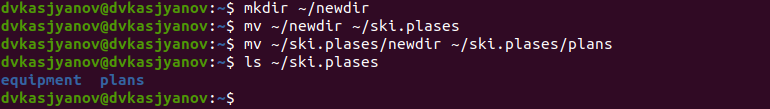 dvkasjyanov@dvkasjyanov:~$ mkdir ~/newdir
dvkasjyanov@dvkasjyanov:~$ mv ~/newdir ~/ski.plases
dvkasjyanov@dvkasjyanov:~$ mv ~/ski.plases/newdir ~/ski.plases/plans
dvkasjyanov@dvkasjyanov:~$ ls ~/ski.plases
equipment  plans
dvkasjyanov@dvkasjyanov:~$